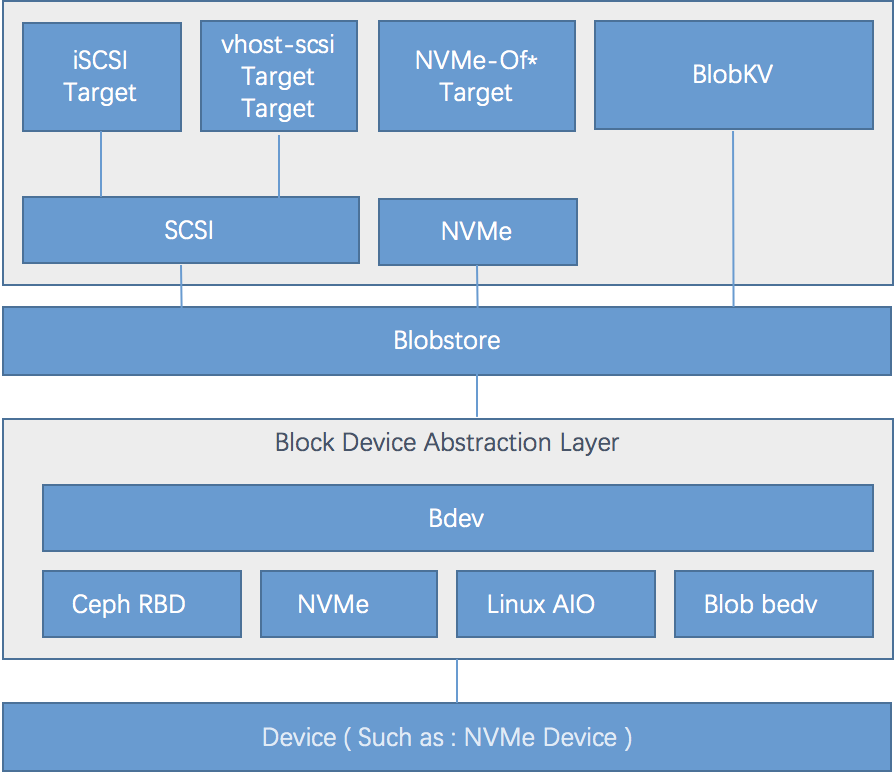 iSCSI
Target
vhost-scsi
Target
Target
NVMe-Of*
Target
BlobKV
SCSI
NVMe
Blobstore
Block Device Abstraction Layer
Bdev
Ceph RBD
NVMe
Linux AIO
Blob bedv
Device ( Such as : NVMe Device )